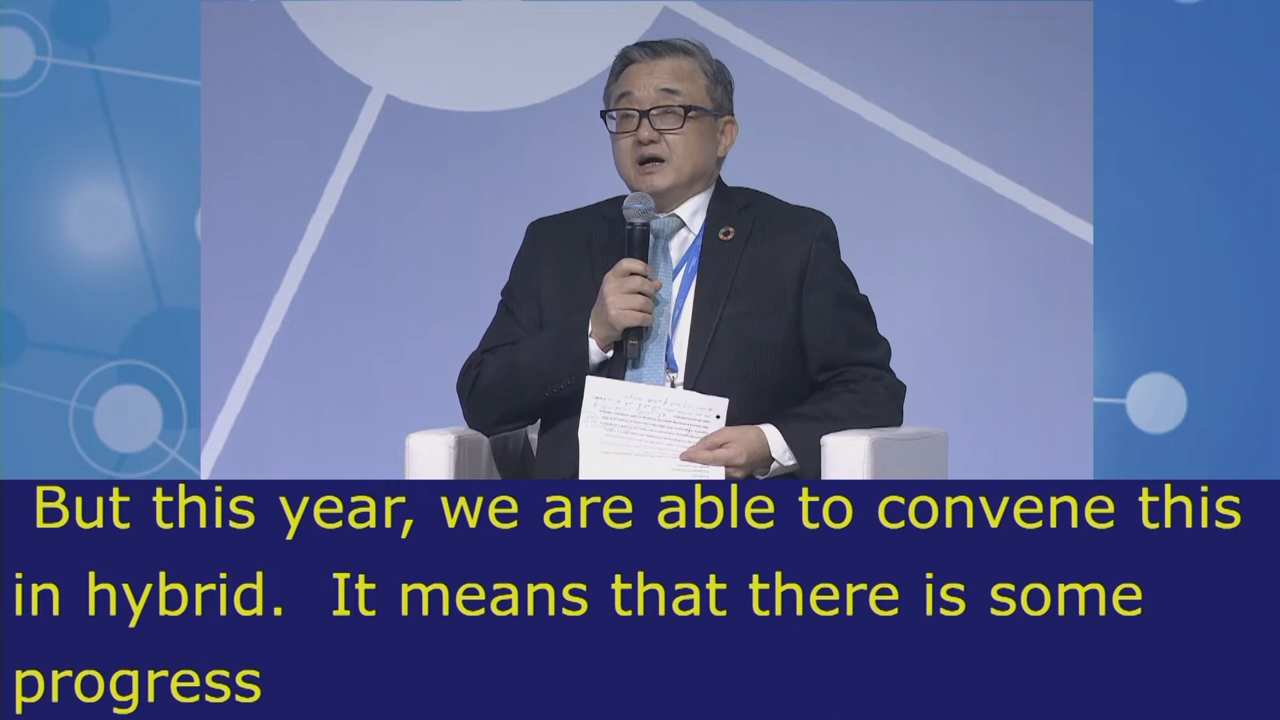 But this year, we are able to convene this
in hybrid.  It means that there is some
progress